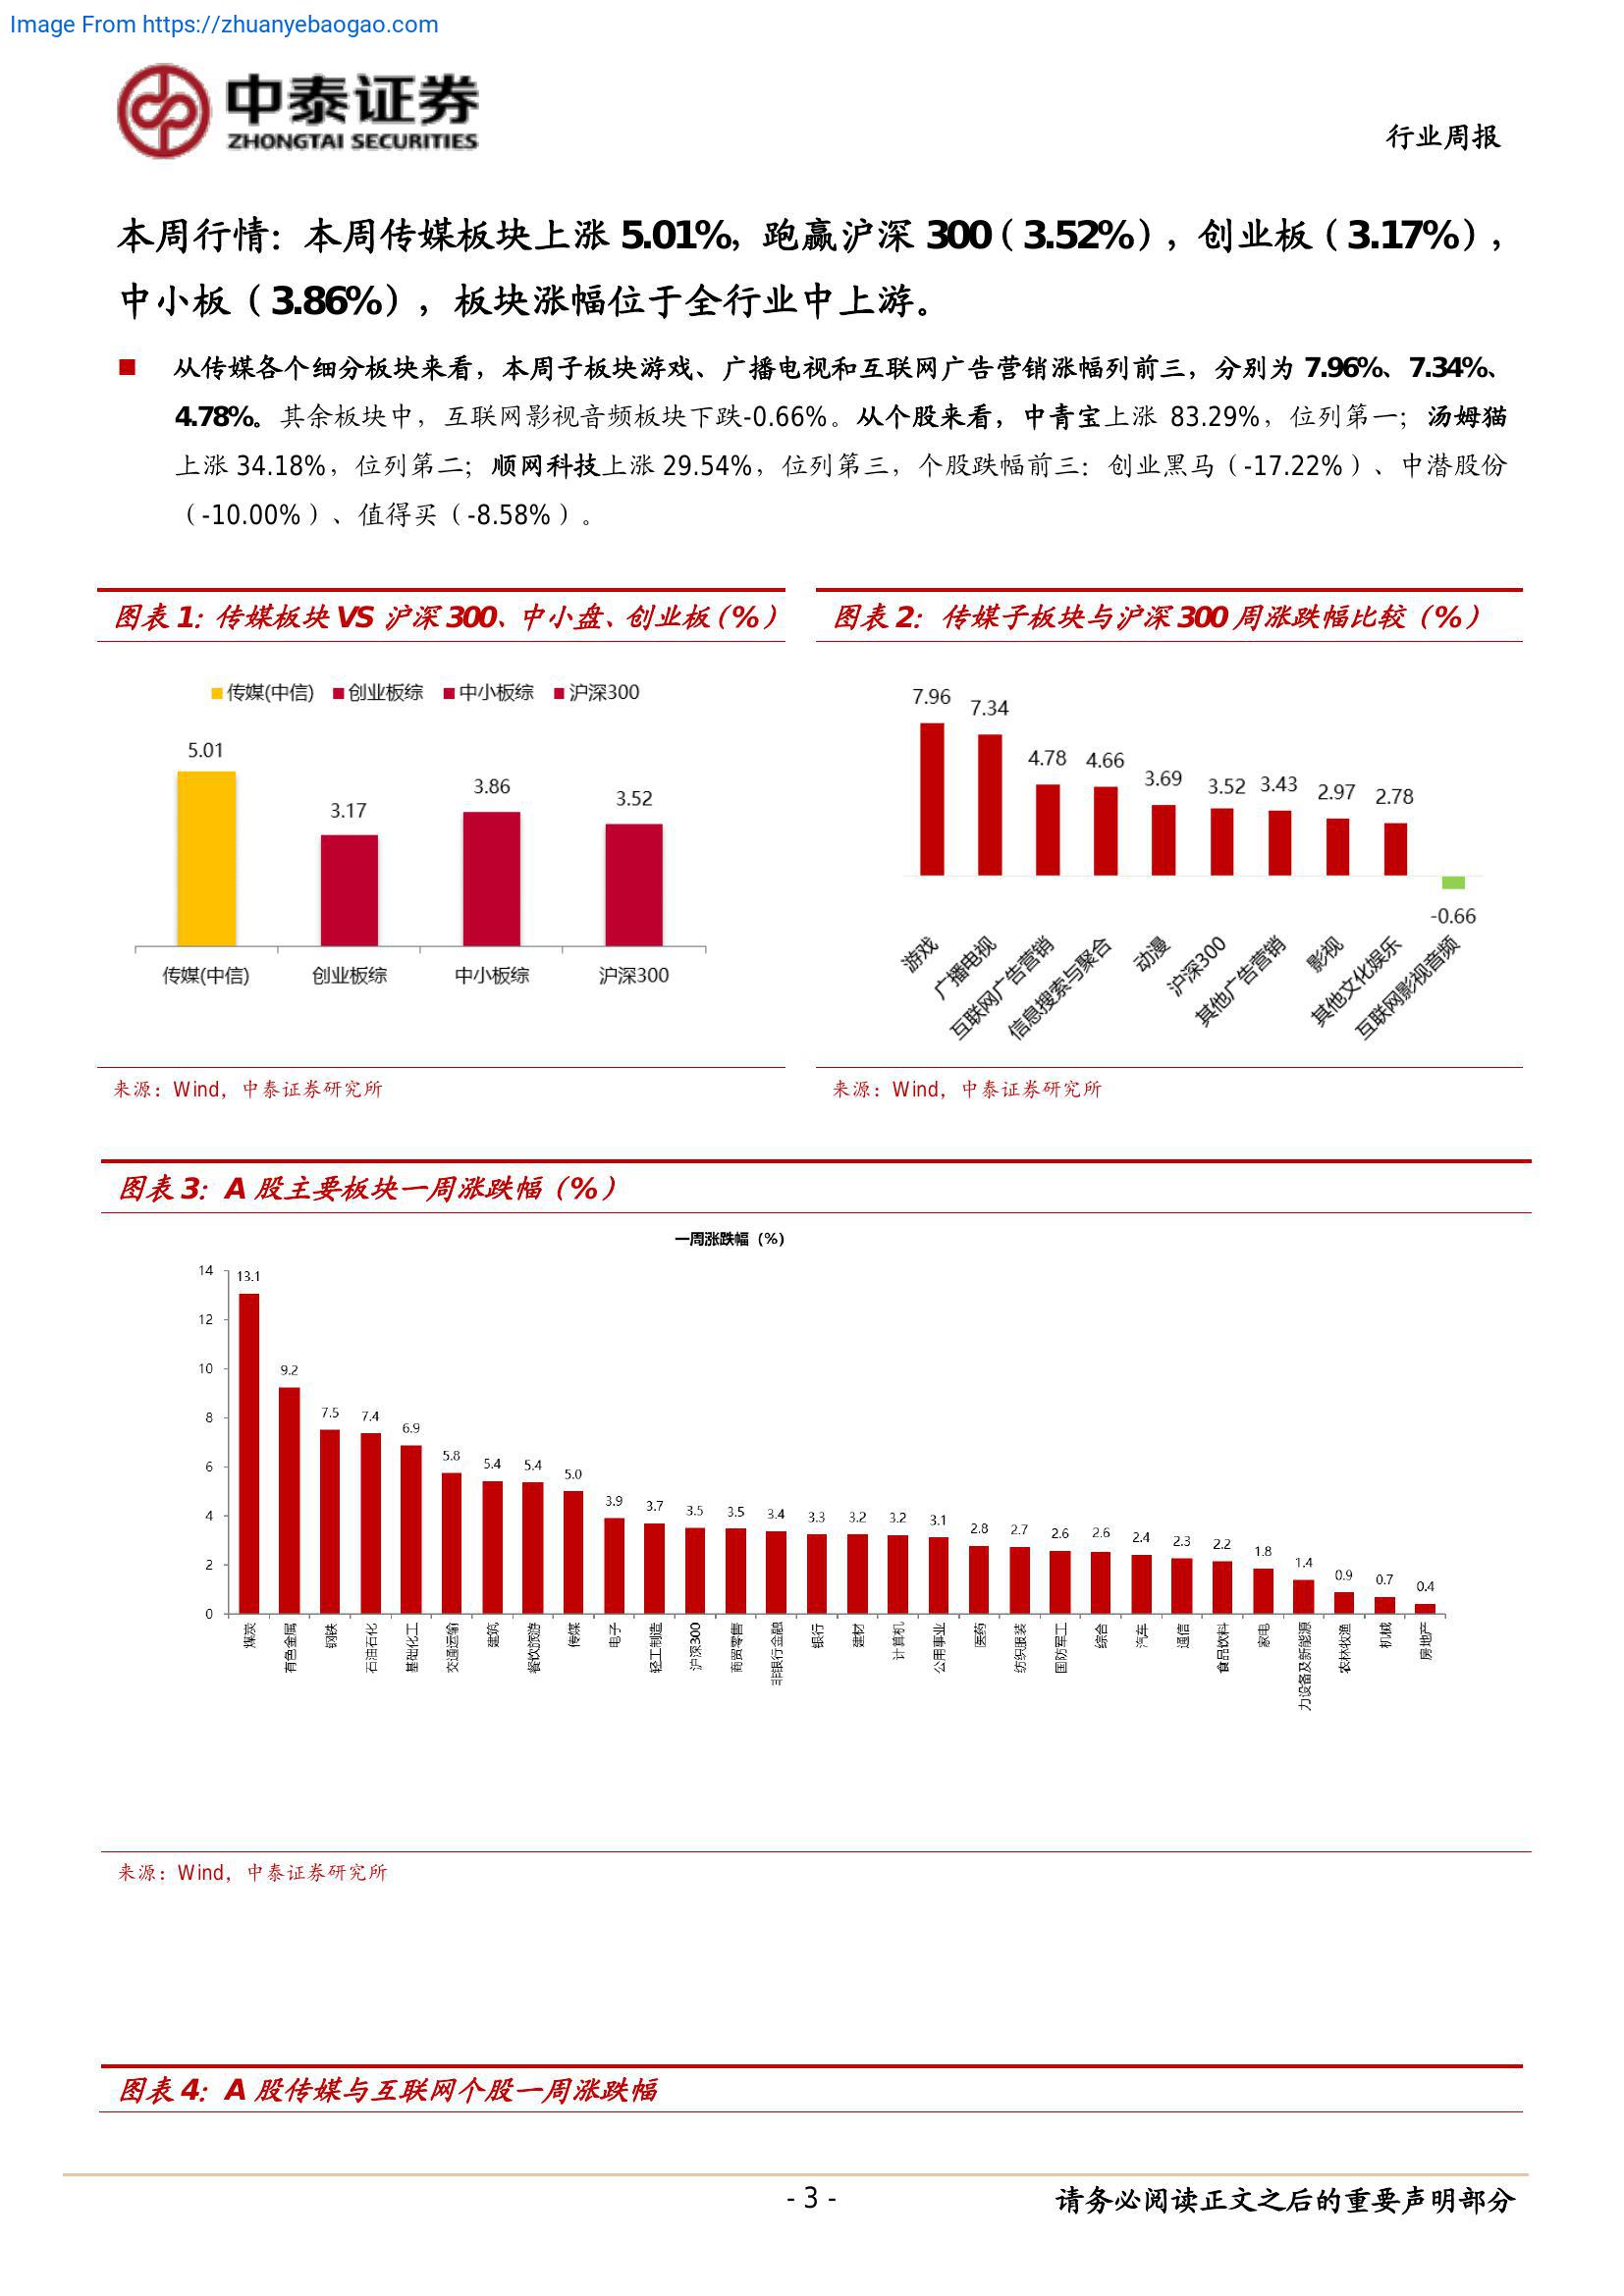 Image From https://zhuanyebaogao.com
中泰证券
ZHONGTAI SECURITIES
行业周报
本周行情：本周传媒板块上涨 5.01%，跑赢沪深 300（3.52%），创业板（3.17%），
中小板（3.86%），板块涨幅位于全行业中上游。
从传媒各个细分板块来看，本周子板块游戏、广播电视和互联网广告营销涨幅列前三，分别为 7.96%、7.34%、
4.78%。其余板块中，互联网影视音频板块下跌-0.66%。从个股来看，中青宝上涨 83.29%，位列第一；汤姆猫
上涨 34.18%，位列第二；顺网科技上涨 29.54%，位列第三，个股跌幅前三：创业黑马（-17.22%）、中潜股份
（-10.00%）、值得买（-8.58%）。
图表 1：传媒板块 VS 沪深 300、中小盘、创业板（%）
传媒(中信) 创业板综 中小板综 沪深300
5.01
3.17
3.86
3.52
传媒(中信)
创业板综
中小板综
沪深300
来源：Wind，中泰证券研究所
图表 2： 传媒子板块与沪深 300 周涨跌幅比较（%）
7.96
7.34
4.78
4.66
3.69
3.52
3.43
2.97
2.78
-0.66
游戏
广播电视
互联网广告营销
信息搜索与聚合
动漫
沪深300
其他广告营销
影视
其他文化娱乐
互联网影视音频
来源：Wind，中泰证券研究所
图表 3：A 股主要板块一周涨跌幅（%）
一周涨跌幅（%）
14
12
10
8
6
4
2
0
13.1
9.2
7.5
7.4
6.9
5.8
5.4
5.4
5.0
3.9
3.7
3.5
3.5
3.4
3.3
3.2
3.2
3.1
2.8
2.7
2.6
2.6
2.4
2.3
2.2
1.8
1.4
0.9
0.7
0.4
煤炭
有色金属
钢铁
石油石化
基础化工
交通运输
建筑
餐饮旅游
传媒
电子
轻工制造
沪深300
商贸零售
非银行金融
银行
建材
计算机
公用事业
医药
纺织服装
国防军工
综合
汽车
通信
食品饮料
家电
力设备及新能源
农林牧渔
机械
房地产
来源：Wind，中泰证券研究所
图表 4：A 股传媒与互联网个股一周涨跌幅
- 3 -
请务必阅读正文之后的重要声明部分